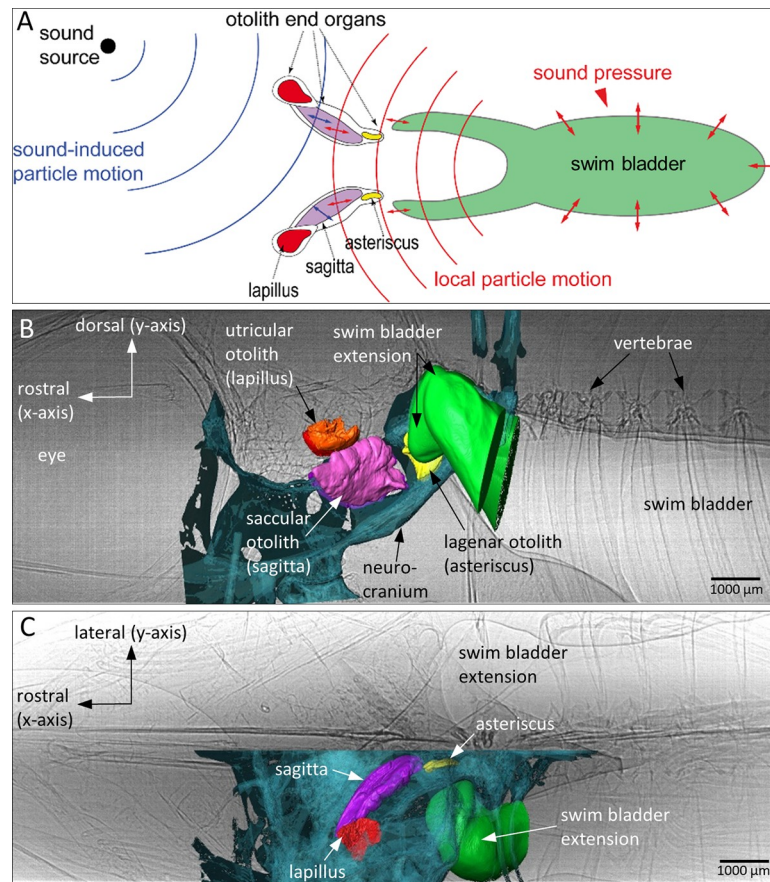 A
sound
source
otolith end organs
sound pressure
sound-induced
particle motion
swim bladder
asteriscus
sagitta
lapillus
local particle motion
B
dorsal (y-axis)
rostral
(x-axis)
eye
utricular
otolith
(lapillus)
swim bladder
extension
vertebrae
saccular
otolith
(sagitta)
neuro-
cranium
lagenar otolith
(asteriscus)
swim bladder
1000 µm
C
lateral (y-axis)
rostral
(x-axis)
swim bladder
extension
asteriscus
sagitta
lapillus
swim bladder
extension
1000 µm